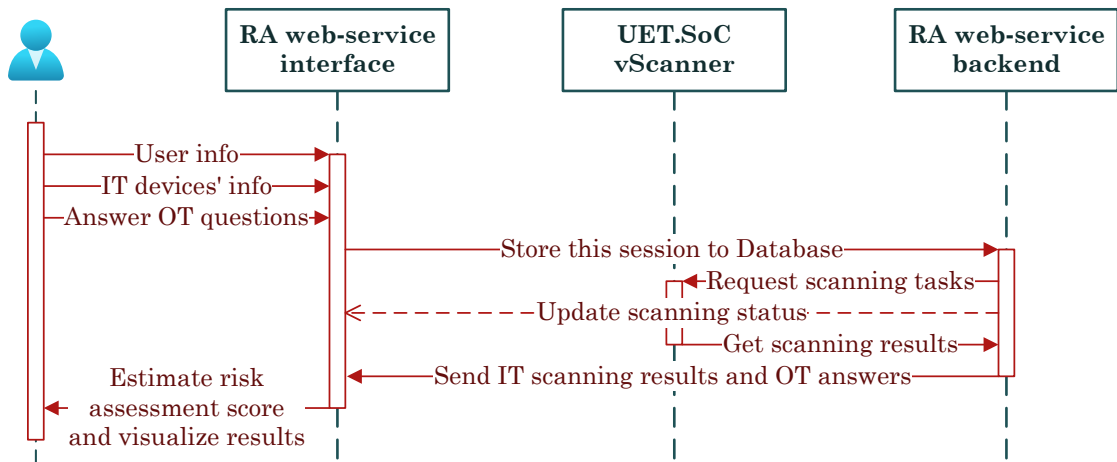 RA web-service
interface
UET.SoC
vScanner
RA web-service
backend
User info
IT devices' info
Answer OT questions
Store this session to Database
Request scanning tasks
Update scanning status
Get scanning results
Send IT scanning results and OT answers
Estimate risk
assessment score
and visualize results